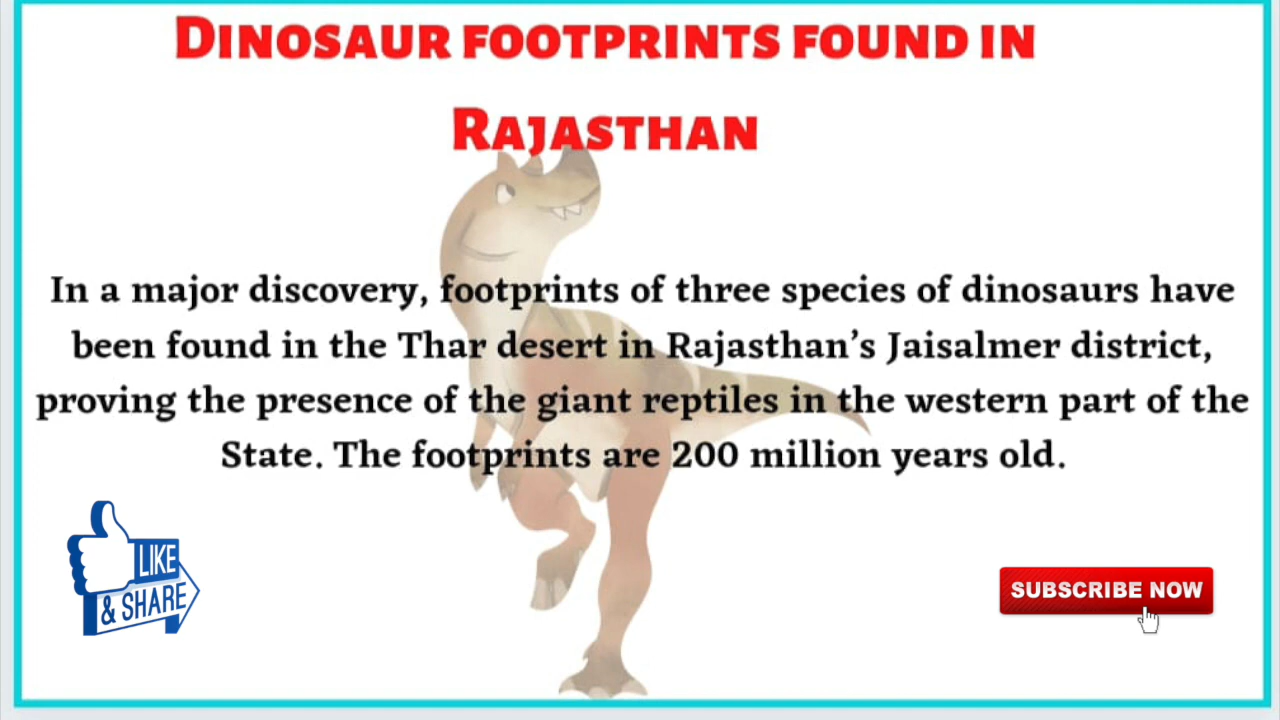 Dinosaur footprints found in
Rajasthan
In a major discovery, footprints of three species of dinosaurs have
been found in the Thar desert in Rajasthan’s Jaisalmer district,
proving the presence of the giant reptiles in the western part of the
State. The footprints are 200 million years old.
LIKE
& SHARE
SUBSCRIBE NOW